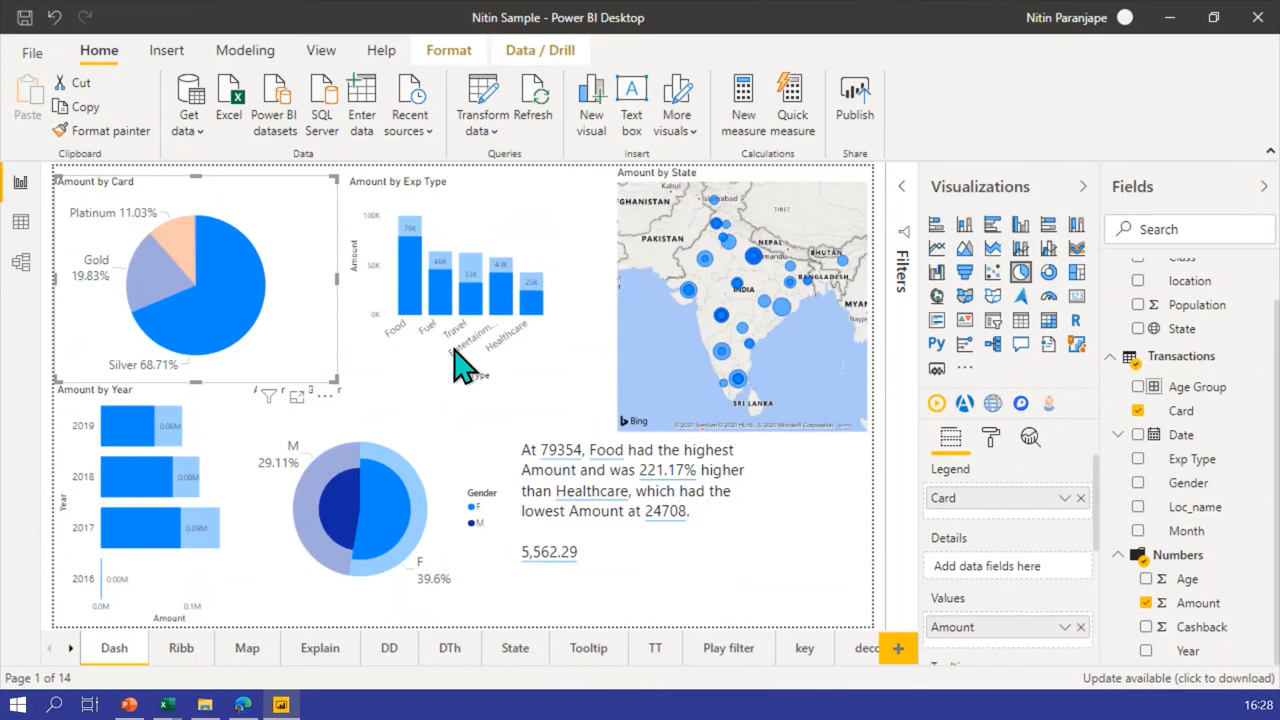 Nitin Sample - Power BI Desktop
Nitin Paranjape
File
Home
Insert
Modeling
View
Help
Format
Data / Drill
Paste
Cut
Copy
Format painter
Clipboard
Get data
Excel
Power BI datasets
SQL Server
Enter data
Recent sources
Data
Transform data
Refresh
Queries
New visual
Text box
More visuals
Insert
New measure
Quick measure
Calculations
Publish
Share
Amount by Card
Platinum 11.03%
Gold
19.83%
Silver 68.71%
Amount by Exp Type
100K
50K
0K
Amount
79K
46K
33K
43K
25K
Food
Fuel
Travel
Entertainm...
Healthcare
Amount by State
Kabul
Islamabad
TIBET
PAKISTAN
NEPAL
BHUTAN
BANGLADESH
INDIA
SRI LANKA
Bing
Amount by Year
2019
2018
2017
2016
Year
0.06M
0.08M
0.09M
0.00M
0.0M
0.1M
Amount
M
29.11%
F
39.6%
Gender
F
M
At 79354, Food had the highest
Amount and was 221.17% higher
than Healthcare, which had the
lowest Amount at 24708.
5,562.29
Filters
Visualizations
R
Py
Legend
Card
Details
Add data fields here
Values
Amount
Fields
Search
location
Population
State
Transactions
Age Group
Card
Date
Exp Type
Gender
Loc_name
Month
Numbers
Age
Amount
Cashback
Year
Dash
Ribb
Map
Explain
DD
DTh
State
Tooltip
TT
Play filter
key
Page 1 of 14
Update available (click to download)
16:28